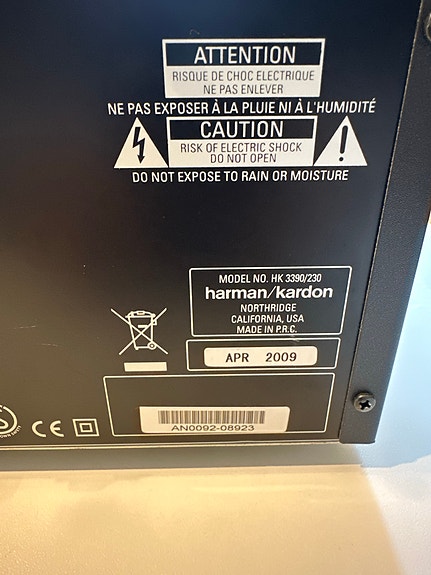 ATTENTION
RISQUE DE CHOC ELECTRIQUE
NE PAS ENLEVER
NE PAS EXPOSER À LA PLUIE NI À L'HUMIDITÉ
CAUTION
RISK OF ELECTRIC SHOCK
DO NOT OPEN
DO NOT EXPOSE TO RAIN OR MOISTURE
MODEL NO. HK 3390/230
harman/kardon
NORTHRIDGE
CALIFORNIA, USA
MADE IN P.R.C.
APR 2009
AN0092-08923
CE